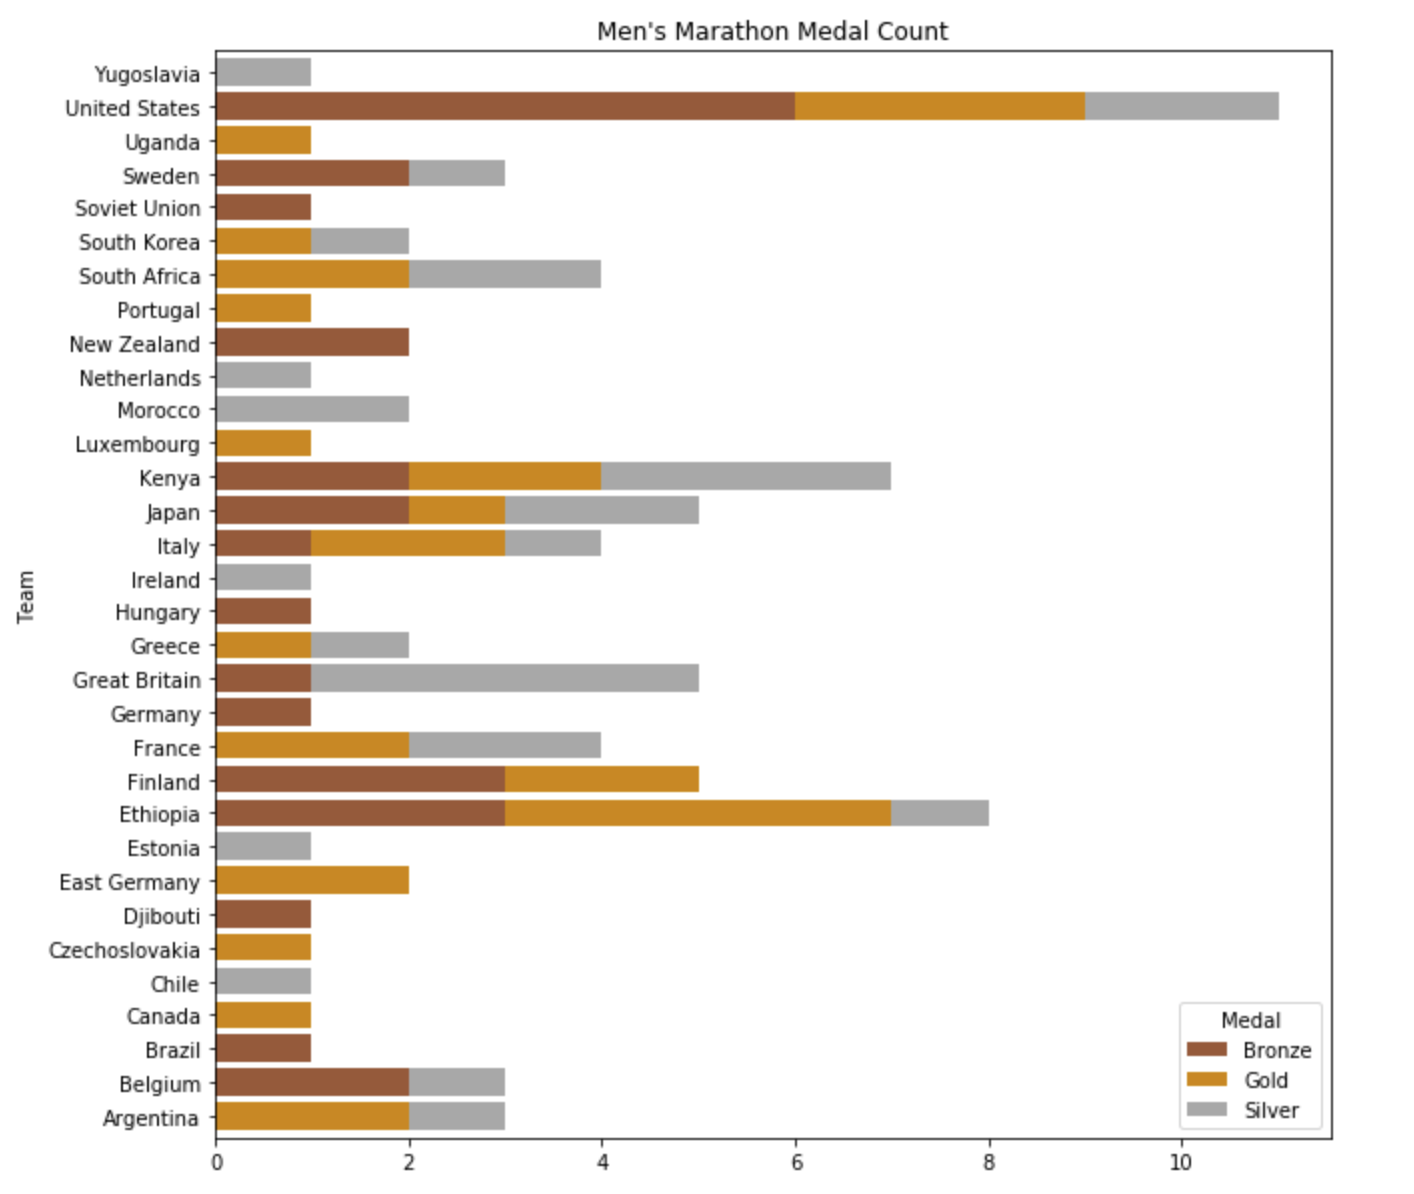 Men's Marathon Medal Count
Yugoslavia
United States
Uganda
Sweden
Soviet Union
South Korea
South Africa
Portugal
New Zealand
Netherlands
Morocco
Luxembourg
Kenya
Japan
Italy
Ireland
Hungary
Greece
Great Britain
Germany
France
Finland
Ethiopia
Estonia
East Germany
Djibouti
Czechoslovakia
Chile
Canada
Brazil
Belgium
Argentina
Team
0 2 4 6 8 10
Medal
Bronze
Gold
Silver